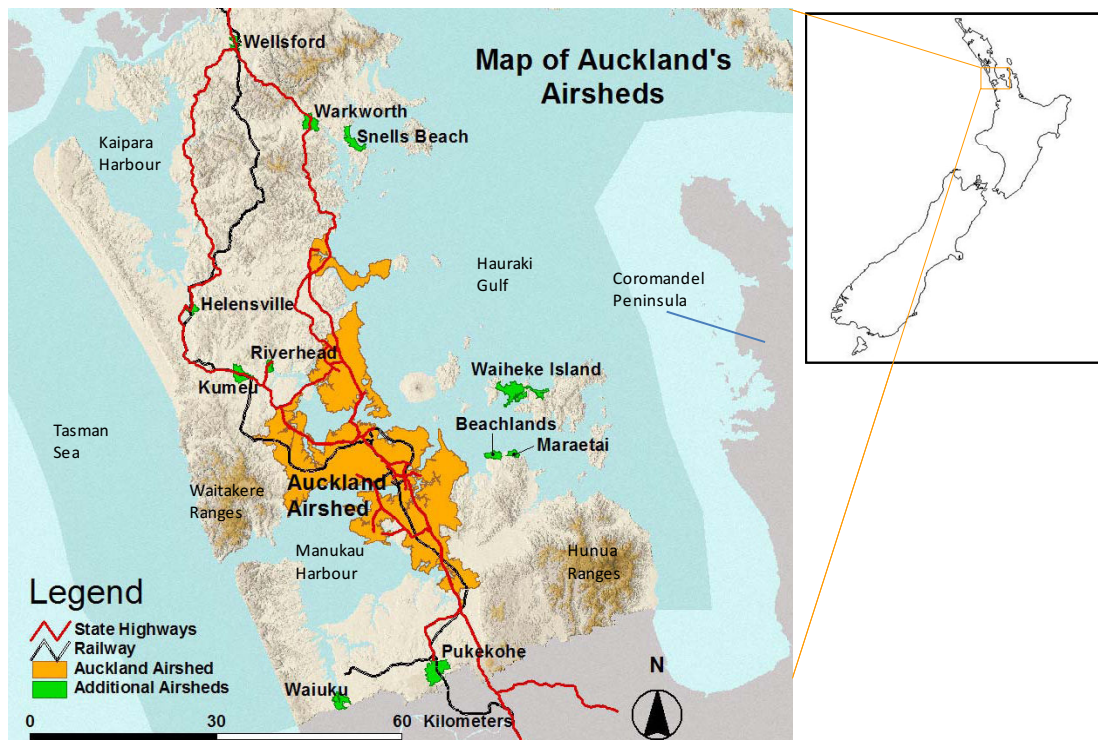 Map of Auckland's
Airsheds
Wellsford
Warkworth
Snells Beach
Kaipara
Harbour
Hauraki
Gulf
Coromandel
Peninsula
Helensville
Riverhead
Kumeu
Waiheke Island
Beachlands
Maraetai
Tasman
Sea
Auckland
Airshed
Waitakere
Ranges
Manukau
Harbour
Hunua
Ranges
Legend
State Highways
Railway
Auckland Airshed
Additional Airsheds
Pukekohe
Waiuku
N
0
30
60
Kilometers